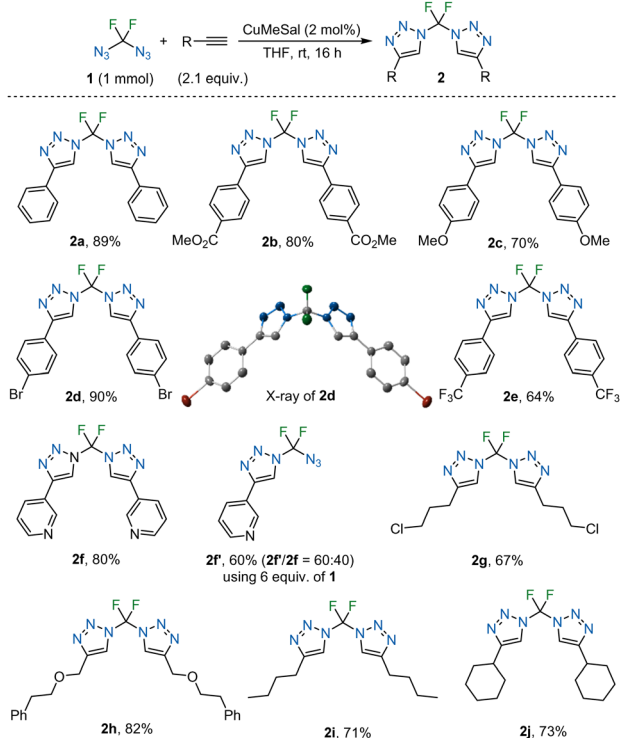 F F
N3 N3
1 (1 mmol)
+
R
(2.1 equiv.)
CuMeSal (2 mol%)
THF, rt, 16 h
F F
N N N N N N
R 2 R
F F
N N N N N N
2a, 89%
F F
N N N N N N
MeO2C CO2Me
2b, 80%
F F
N N N N N N
MeO OMe
2c, 70%
F F
N N N N N N
Br Br
2d, 90%
X-ray of 2d
F F
N N N N N N
F3C CF3
2e, 64%
F F
N N N N N N
N N
2f, 80%
F F
N N N N3
N
2f', 60% (2f'/2f = 60:40)
using 6 equiv. of 1
F F
N N N N N N
Cl Cl
2g, 67%
F F
N N N N N N
O O
Ph Ph
2h, 82%
F F
N N N N N N
2i, 71%
F F
N N N N N N
2j, 73%